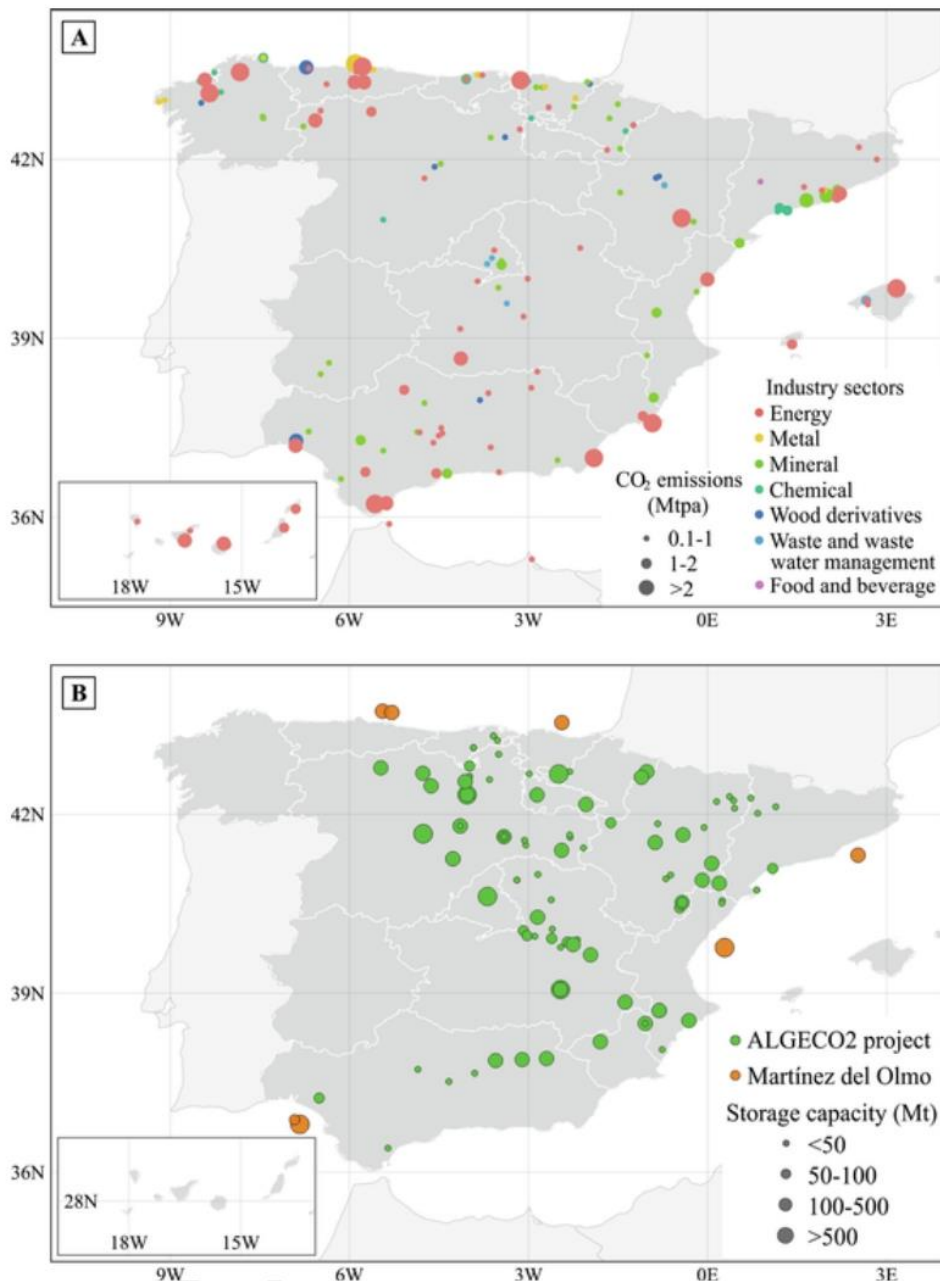 A
42N
39N
36N
Industry sectors
Energy
Metal
Mineral
Chemical
Wood derivatives
Waste and waste
water management
Food and beverage
CO₂ emissions
(Mtpa)
0.1-1
1-2
>2
18W 15W
9W 6W 3W 0E 3E
B
42N
39N
36N
ALGECO2 project
Martínez del Olmo
Storage capacity (Mt)
<50
50-100
100-500
>500
28N
18W 15W
9W 6W 3W 0E 3E